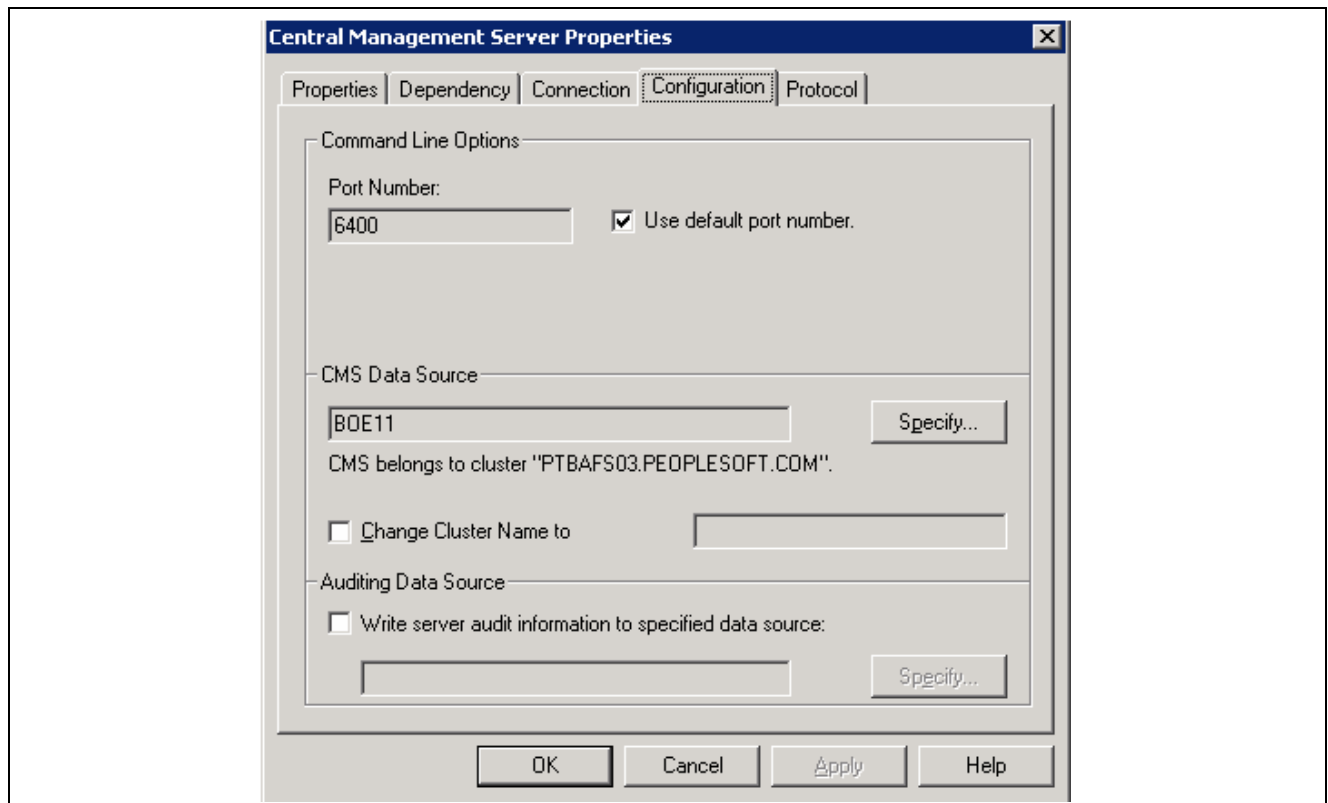 Central Management Server Properties
Properties Dependency Connection Configuration Protocol
Command Line Options
Port Number:
6400 Use default port number.
CMS Data Source
BOE11 Specify...
CMS belongs to cluster "PTBAFS03.PEOPLESOFT.COM".
Change Cluster Name to
Auditing Data Source
Write server audit information to specified data source:
Specify...
OK Cancel Apply Help